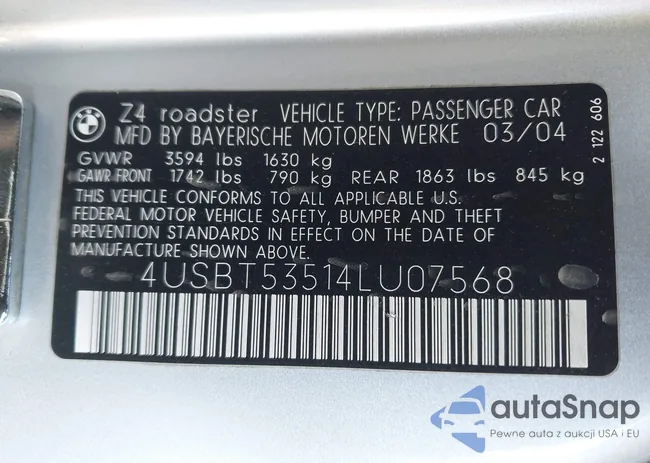 BMW
Z4 roadster VEHICLE TYPE: PASSENGER CAR
MFD BY BAYERISCHE MOTOREN WERKE 03/04
GVWR 3594 lbs 1630 kg
GAWR FRONT 1742 lbs 790 kg REAR 1863 lbs 845 kg
THIS VEHICLE CONFORMS TO ALL APPLICABLE U.S.
FEDERAL MOTOR VEHICLE SAFETY, BUMPER AND THEFT
PREVENTION STANDARDS IN EFFECT ON THE DATE OF
MANUFACTURE SHOWN ABOVE.
4USBT53514LU07568
2 122 606
autaSnap
Pewne auta z aukcji USA i EU